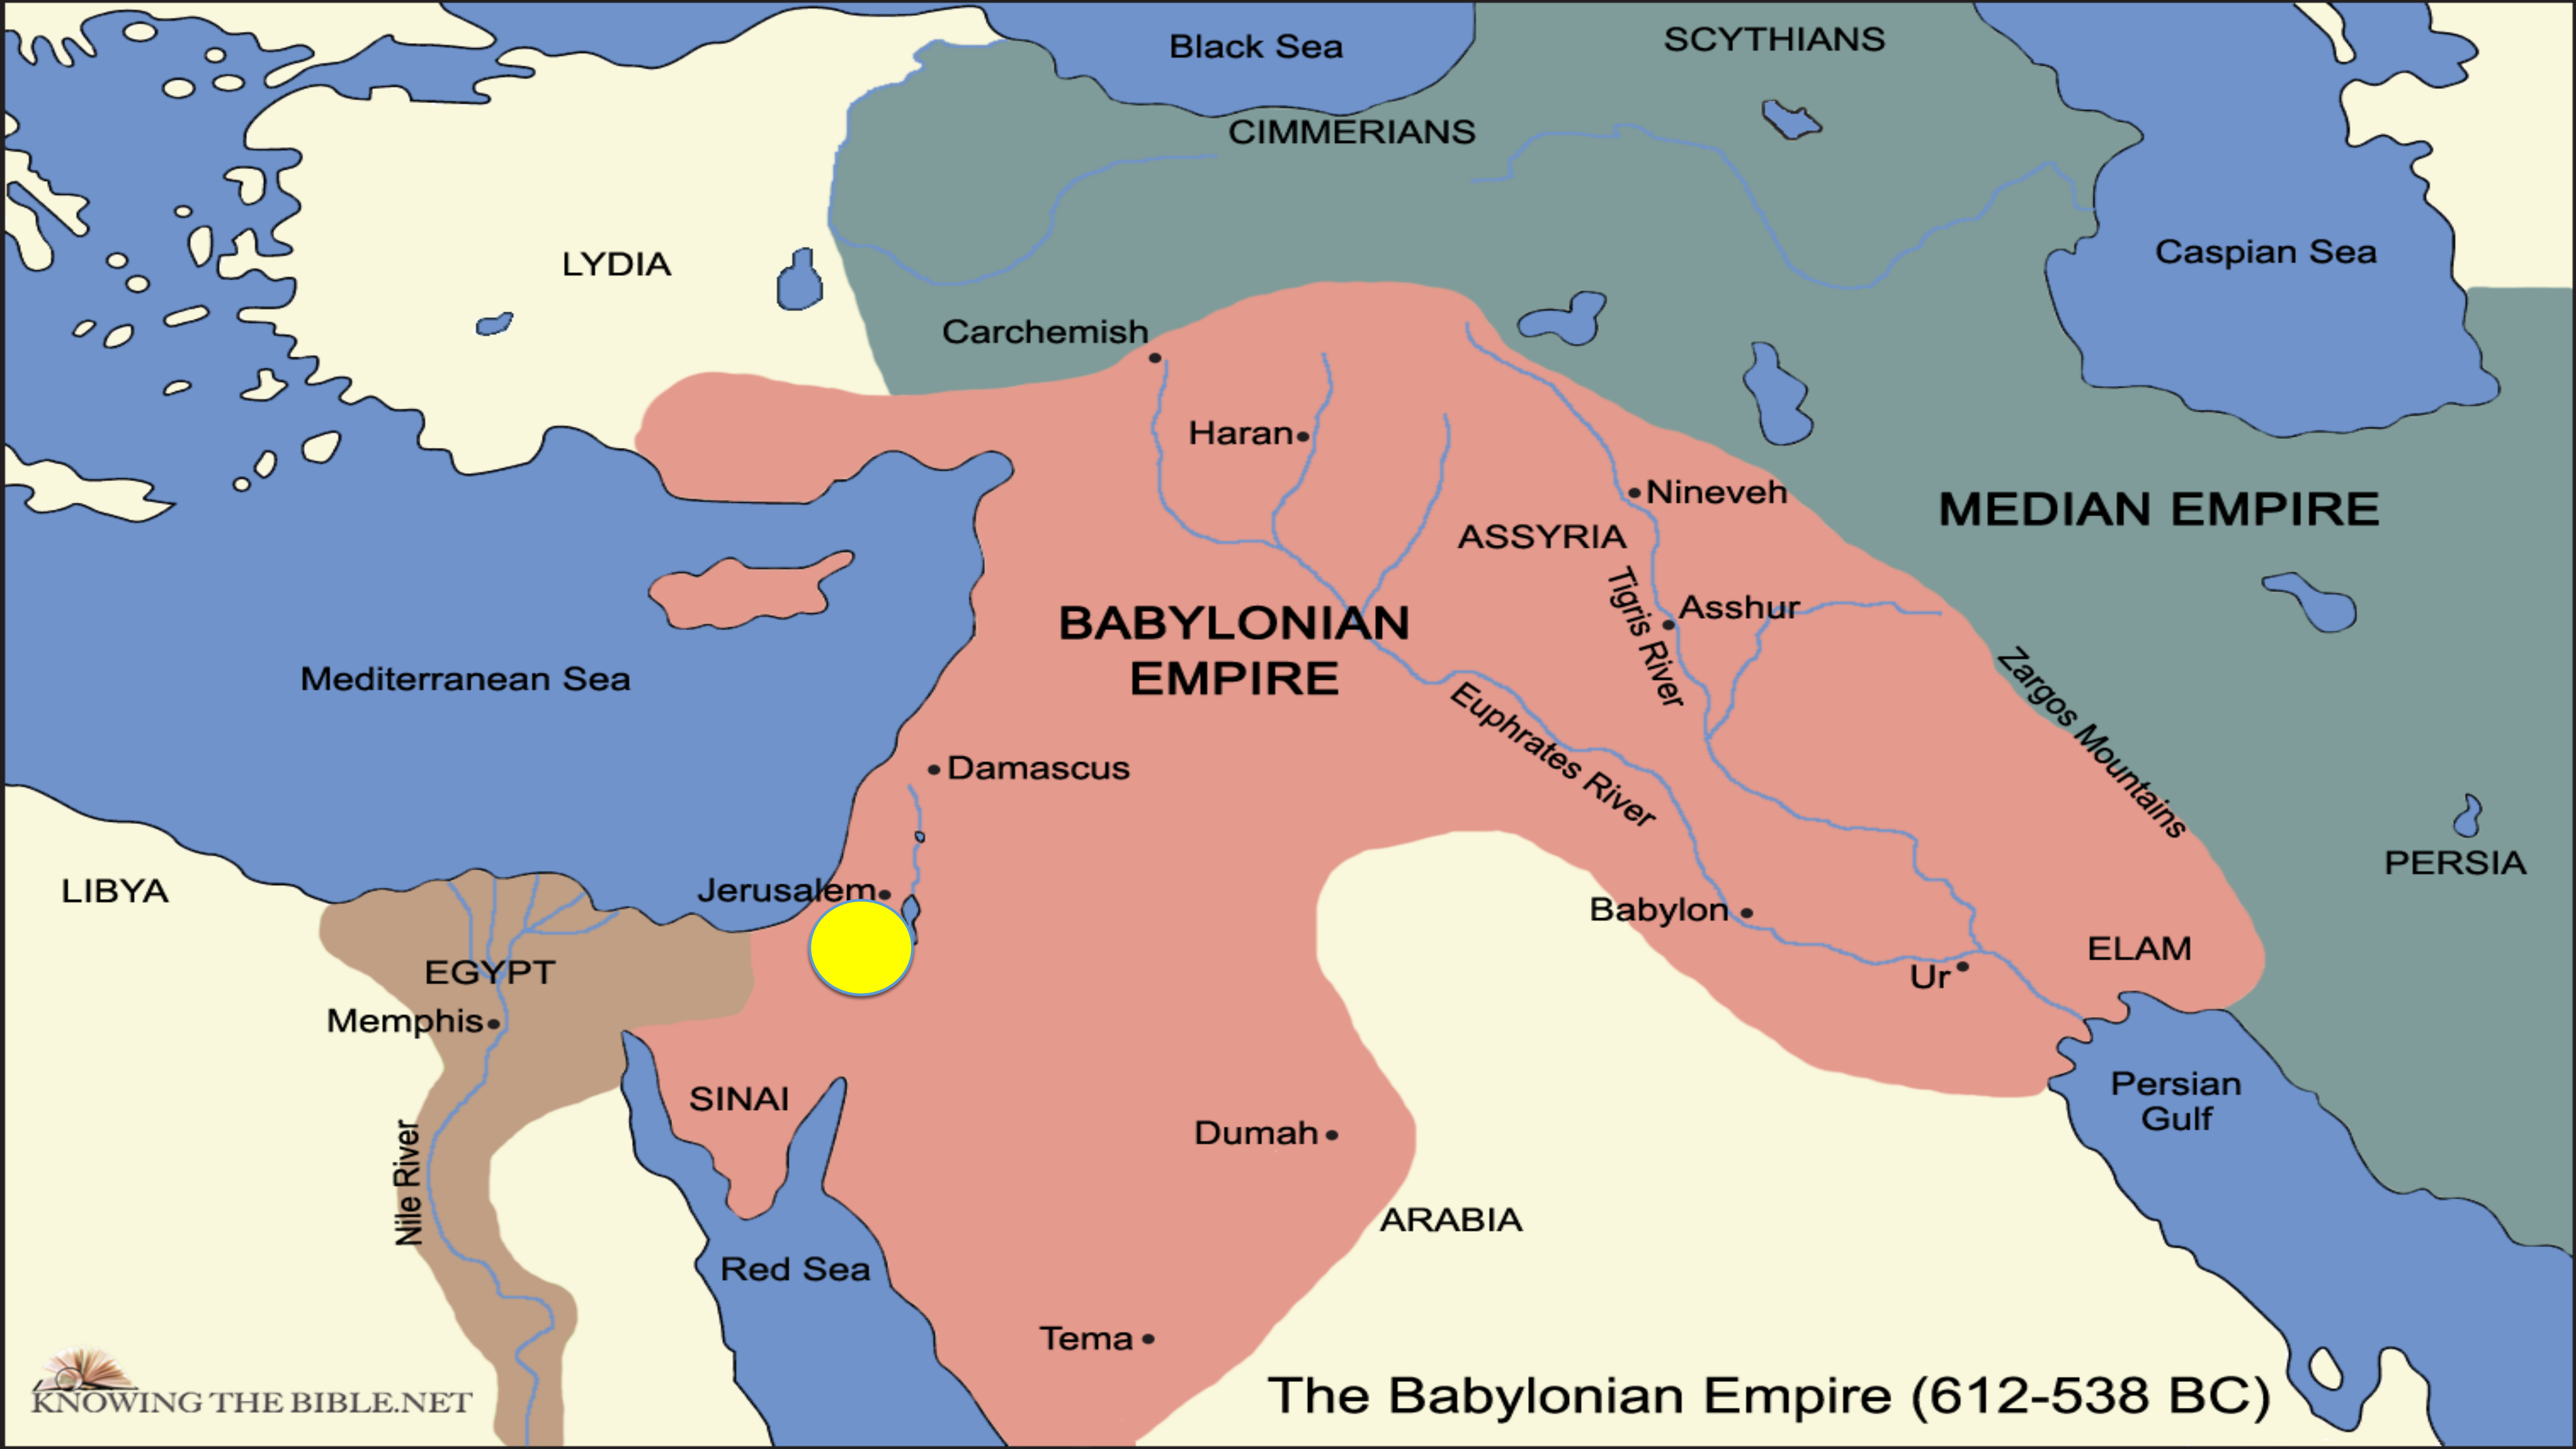 Black Sea
SCYTHIANS
CIMMERIANS
LYDIA
Caspian Sea
Carchemish
Haran
Nineveh
MEDIAN EMPIRE
ASSYRIA
Tigris River
Asshur
BABYLONIAN
EMPIRE
Zargos Mountains
Mediterranean Sea
Euphrates River
Damascus
PERSIA
LIBYA
Jerusalem
Babylon
ELAM
EGYPT
Ur
Memphis
SINAI
Persian
Gulf
Dumah
Nile River
ARABIA
Red Sea
Tema
The Babylonian Empire (612-538 BC)
KNOWING THE BIBLE.NET